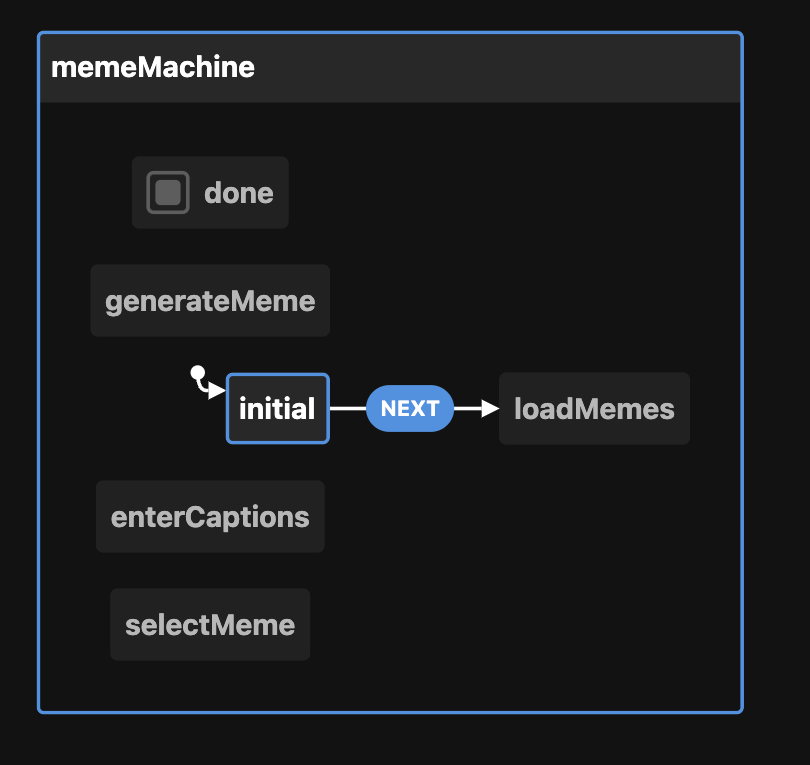 memeMachine
done
generateMeme
initial NEXT loadMemes
enterCaptions
selectMeme